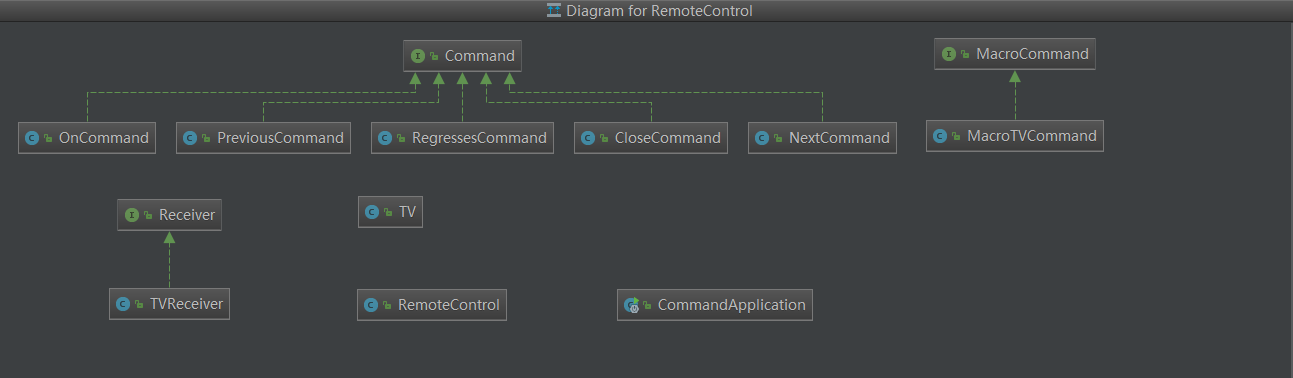 Diagram for RemoteControl
Command
MacroCommand
OnCommand
PreviousCommand
RegressesCommand
CloseCommand
NextCommand
MacroTVCommand
Receiver
TV
TVReceiver
RemoteControl
CommandApplication